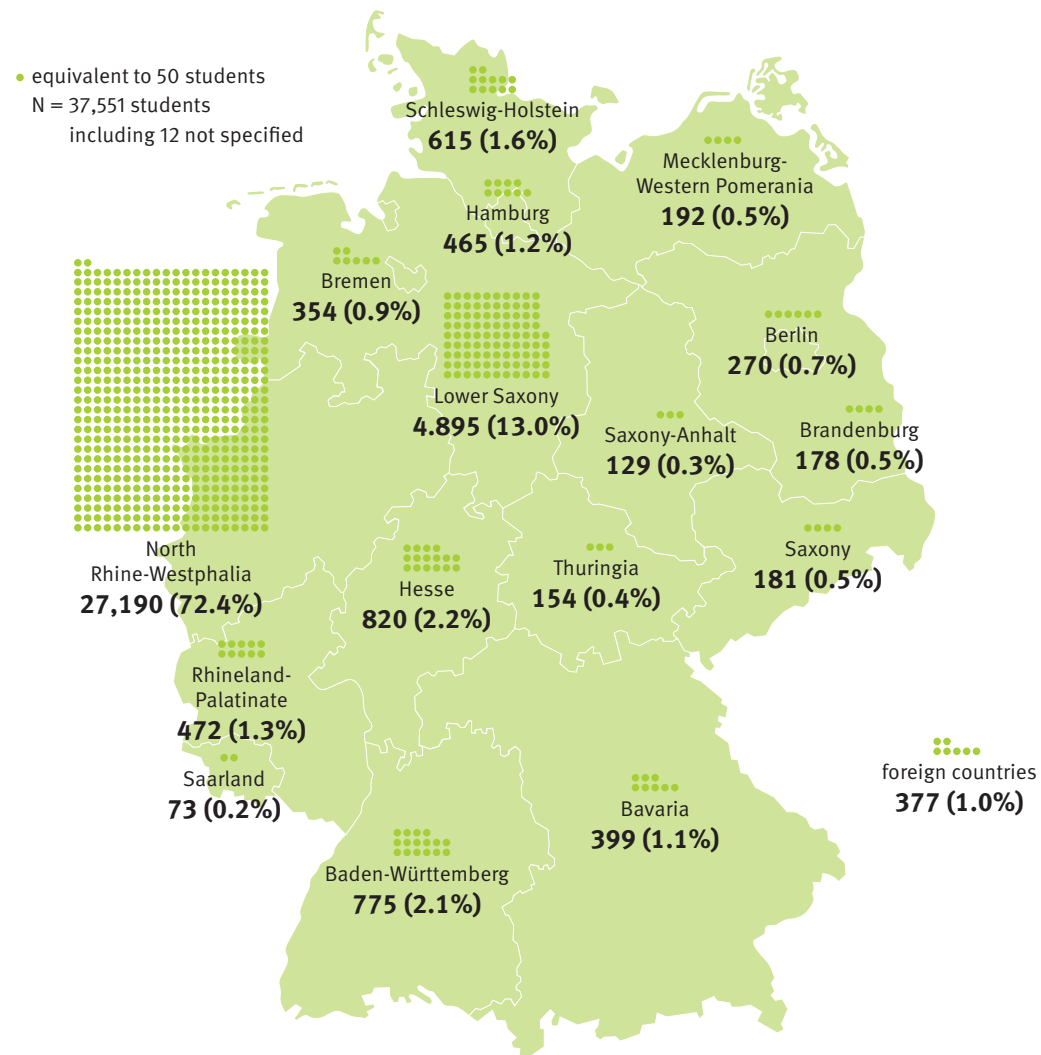 equivalent to 50 students
N = 37,551 students
including 12 not specified
Schleswig-Holstein
615 (1.6%)
Mecklenburg-
Western Pomerania
192 (0.5%)
Hamburg
465 (1.2%)
Bremen
354 (0.9%)
Berlin
270 (0.7%)
Lower Saxony
4.895 (13.0%)
Saxony-Anhalt
129 (0.3%)
Brandenburg
178 (0.5%)
North
Rhine-Westphalia
27,190 (72.4%)
Hesse
820 (2.2%)
Thuringia
154 (0.4%)
Saxony
181 (0.5%)
Rhineland-
Palatinate
472 (1.3%)
Saarland
73 (0.2%)
foreign countries
377 (1.0%)
Bavaria
399 (1.1%)
Baden-Württemberg
775 (2.1%)